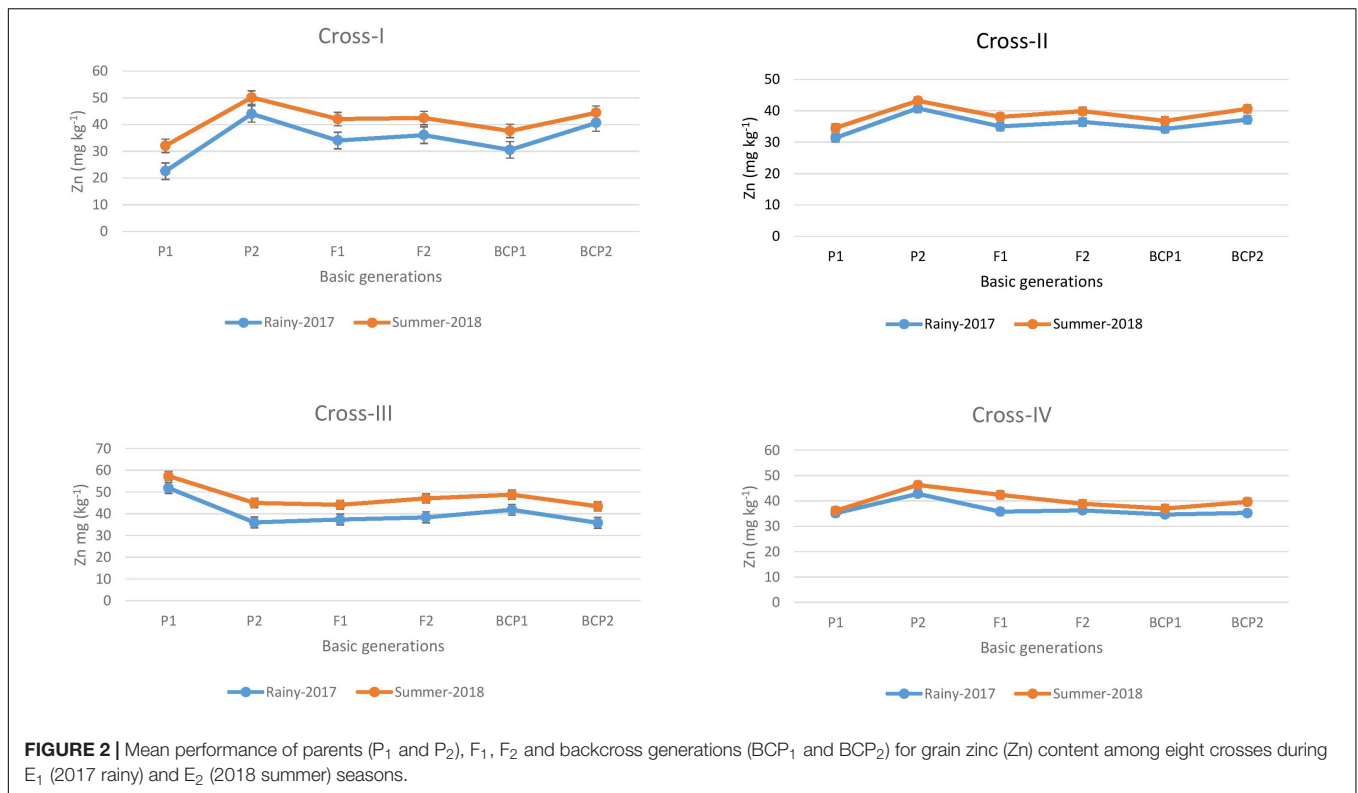 Cross-I
Zn (mg kg⁻¹)
60
50
40
30
20
10
0
P1 P2 F1 F2 BCP1 BCP2
Basic generations
Rainy-2017 Summer-2018
Cross-II
Zn (mg kg⁻¹)
50
40
30
20
10
0
P1 P2 F1 F2 BCP1 BCP2
Basic generations
Rainy-2017 Summer-2018
Cross-III
Zn mg (kg⁻¹)
70
60
50
40
30
20
10
0
P1 P2 F1 F2 BCP1 BCP2
Basic generations
Rainy-2017 Summer-2018
Cross-IV
Zn (mg kg⁻¹)
60
50
40
30
20
10
0
P1 P2 F1 F2 BCP1 BCP2
Basic generations
Rainy-2017 Summer-2018
FIGURE 2 | Mean performance of parents (P₁ and P₂), F₁, F₂ and backcross generations (BCP₁ and BCP₂) for grain zinc (Zn) content among eight crosses during
E₁ (2017 rainy) and E₂ (2018 summer) seasons.